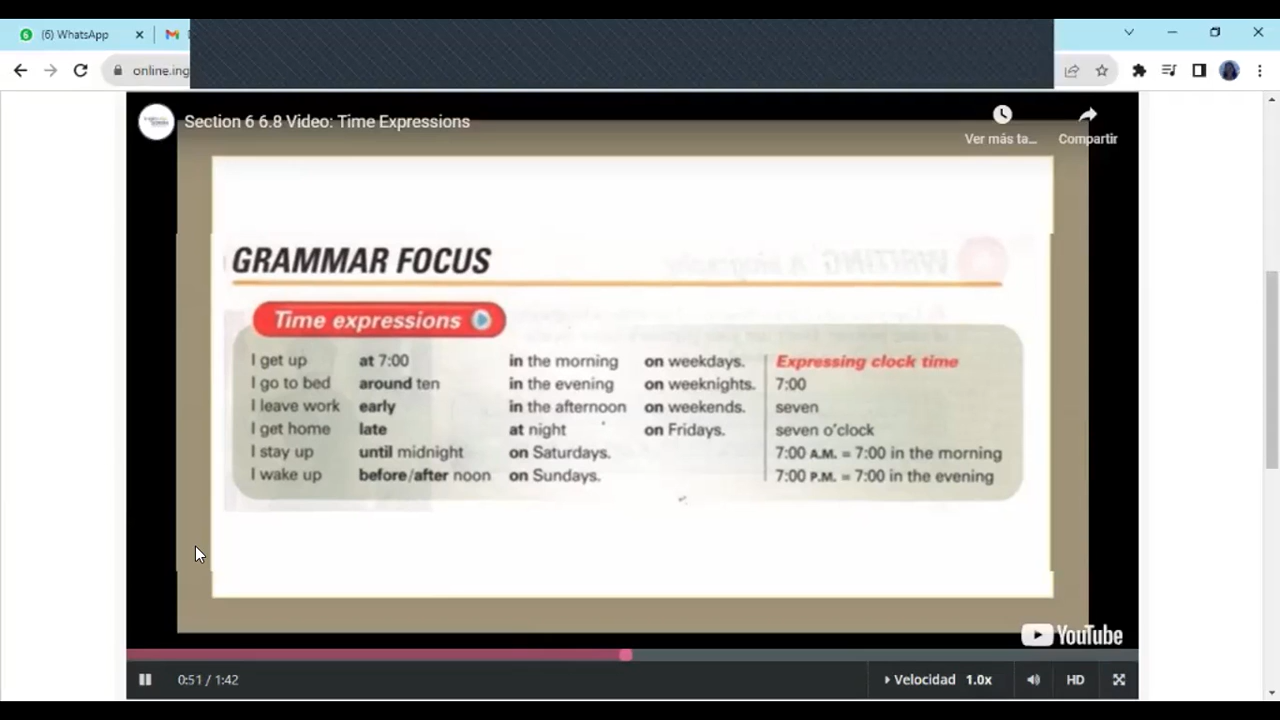 6 (6) WhatsApp
online.ing
Section 6 6.8 Video: Time Expressions
Ver más ta...
Compartir
GRAMMAR FOCUS
Time expressions
I get up at 7:00 in the morning on weekdays. Expressing clock time
I go to bed around ten in the evening on weeknights. 7:00
I leave work early in the afternoon on weekends. seven
I get home late at night on Fridays. seven o'clock
I stay up until midnight on Saturdays. 7:00 A.M. = 7:00 in the morning
I wake up before/after noon on Sundays. 7:00 P.M. = 7:00 in the evening
YouTube
0:51 / 1:42 Velocidad 1.0x HD